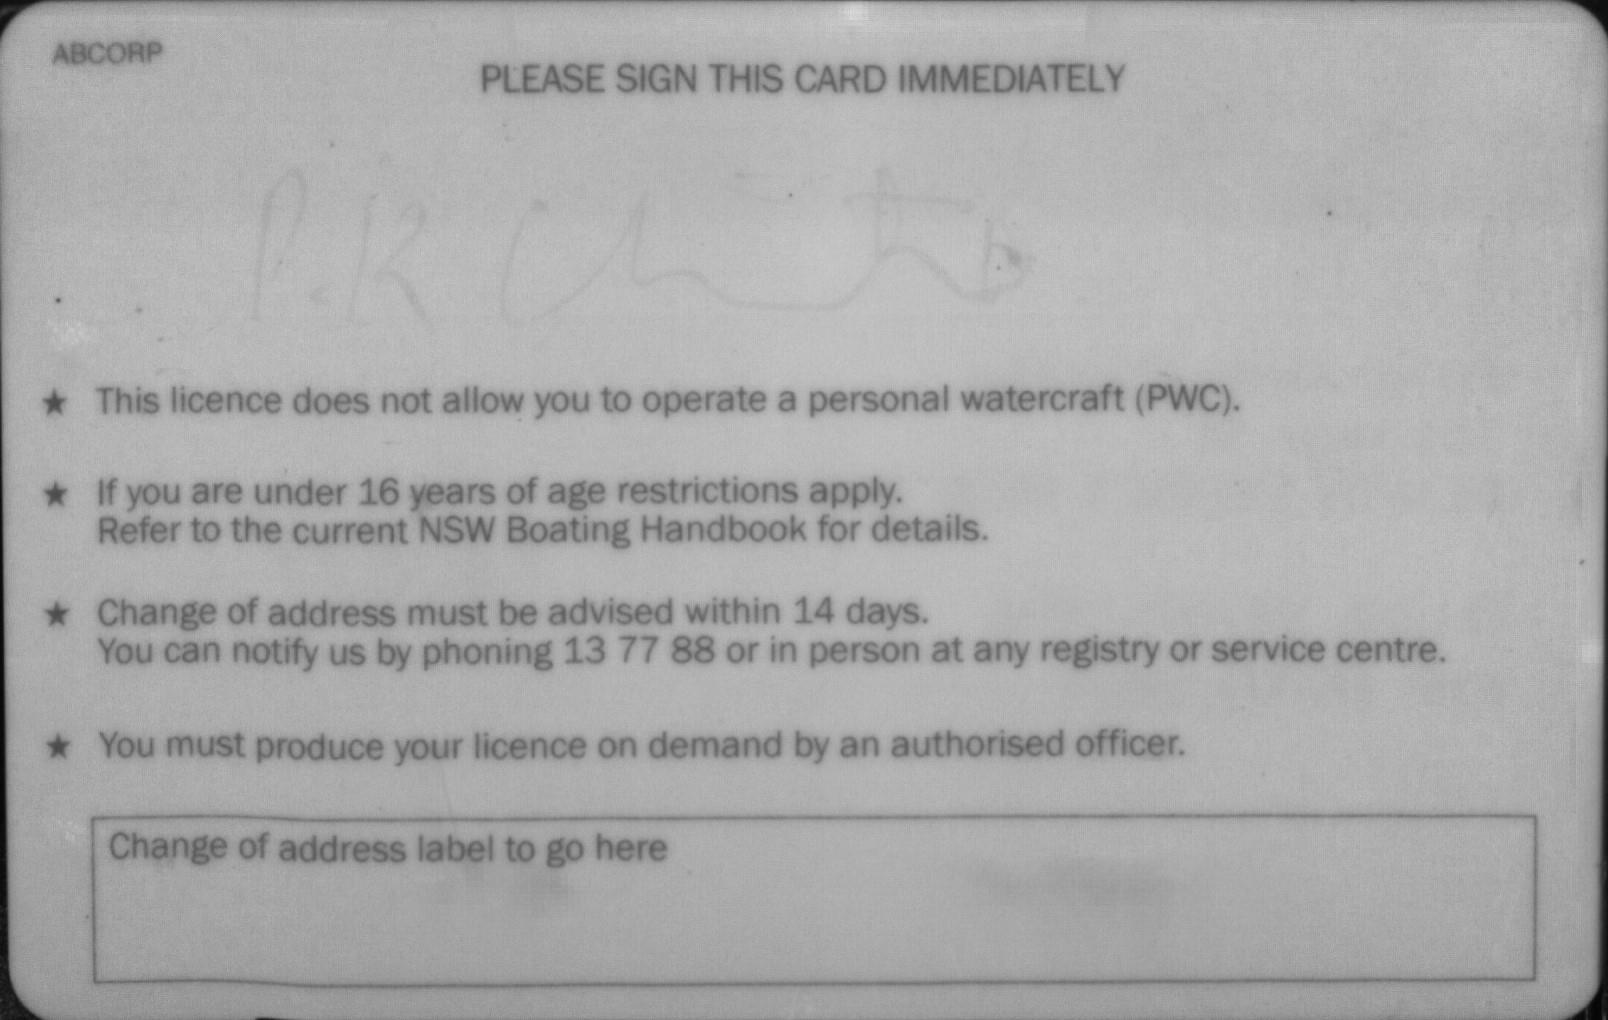 ABCORP
PLEASE SIGN THIS CARD IMMEDIATELY
P.R
★ This licence does not allow you to operate a personal watercraft (PWC).
★ If you are under 16 years of age restrictions apply.
Refer to the current NSW Boating Handbook for details.
★ Change of address must be advised within 14 days.
You can notify us by phoning 13 77 88 or in person at any registry or service centre.
★ You must produce your licence on demand by an authorised officer.
Change of address label to go here